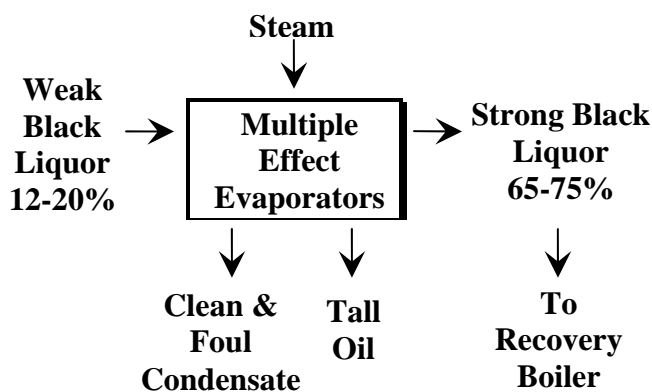 Steam
Weak
Black
Liquor
12-20%
Multiple
Effect
Evaporators
Strong Black
Liquor
65-75%
Clean &
Foul
Condensate
Tall
Oil
To
Recovery
Boiler